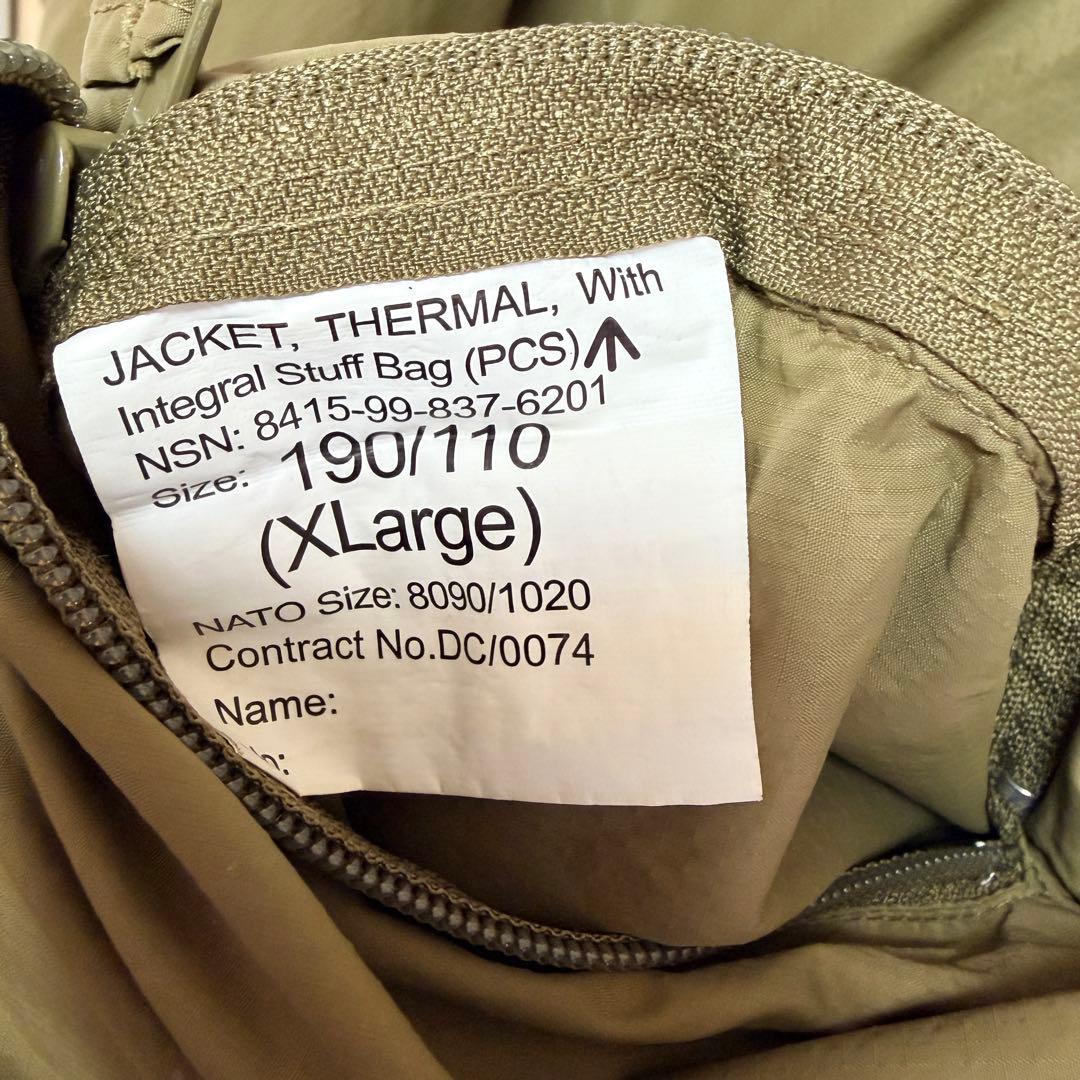 JACKET, THERMAL, With
Integral Stuff Bag (PCS)
NSN: 8415-99-837-6201
Size: 190/110
(XLarge)
NATO Size: 8090/1020
Contract No.DC/0074
Name: